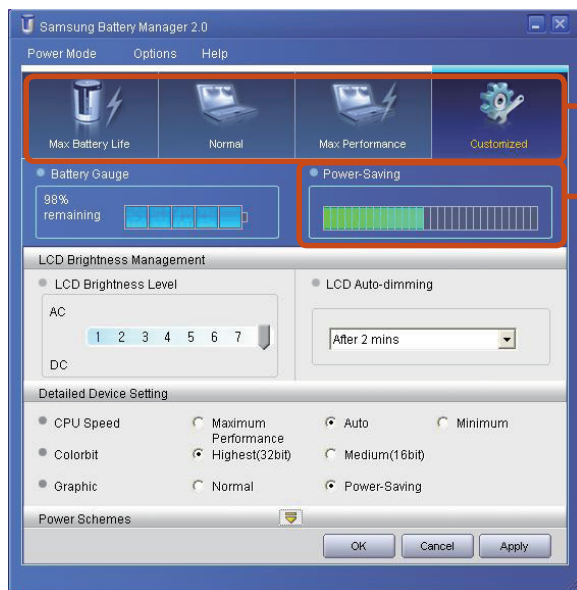 Samsung Battery Manager 2.0
Power Mode Options Help
Max Battery Life Normal Max Performance Customized
Battery Gauge Power-Saving
98%
remaining
LCD Brightness Management
LCD Brightness Level LCD Auto-dimming
AC
1 2 3 4 5 6 7
After 2 mins
DC
Detailed Device Setting
CPU Speed Maximum Performance Auto Minimum
Colorbit Highest(32bit) Medium(16bit)
Graphic Normal Power-Saving
Power Schemes
OK Cancel Apply